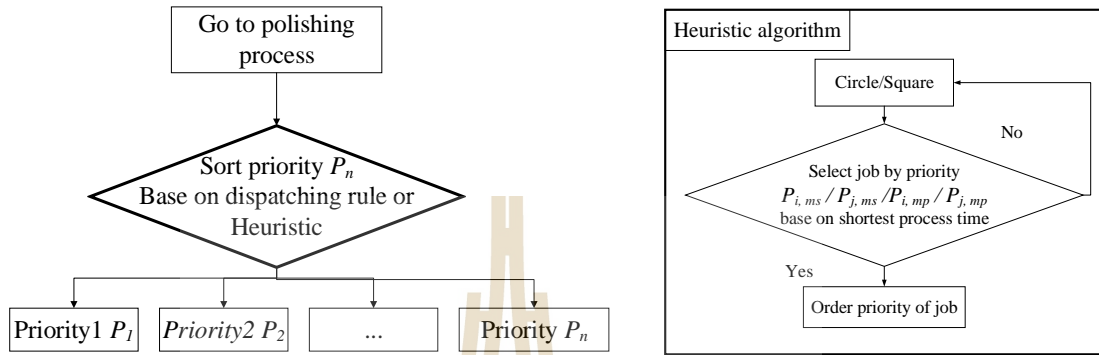 Go to polishing
process
Sort priority Pn
Base on dispatching rule or
Heuristic
Priority1 P1
Priority2 P2
...
Priority Pn
Heuristic algorithm
Circle/Square
No
Select job by priority
Pi, ms / Pj, ms /Pi, mp / Pj, mp
base on shortest process time
Yes
Order priority of job